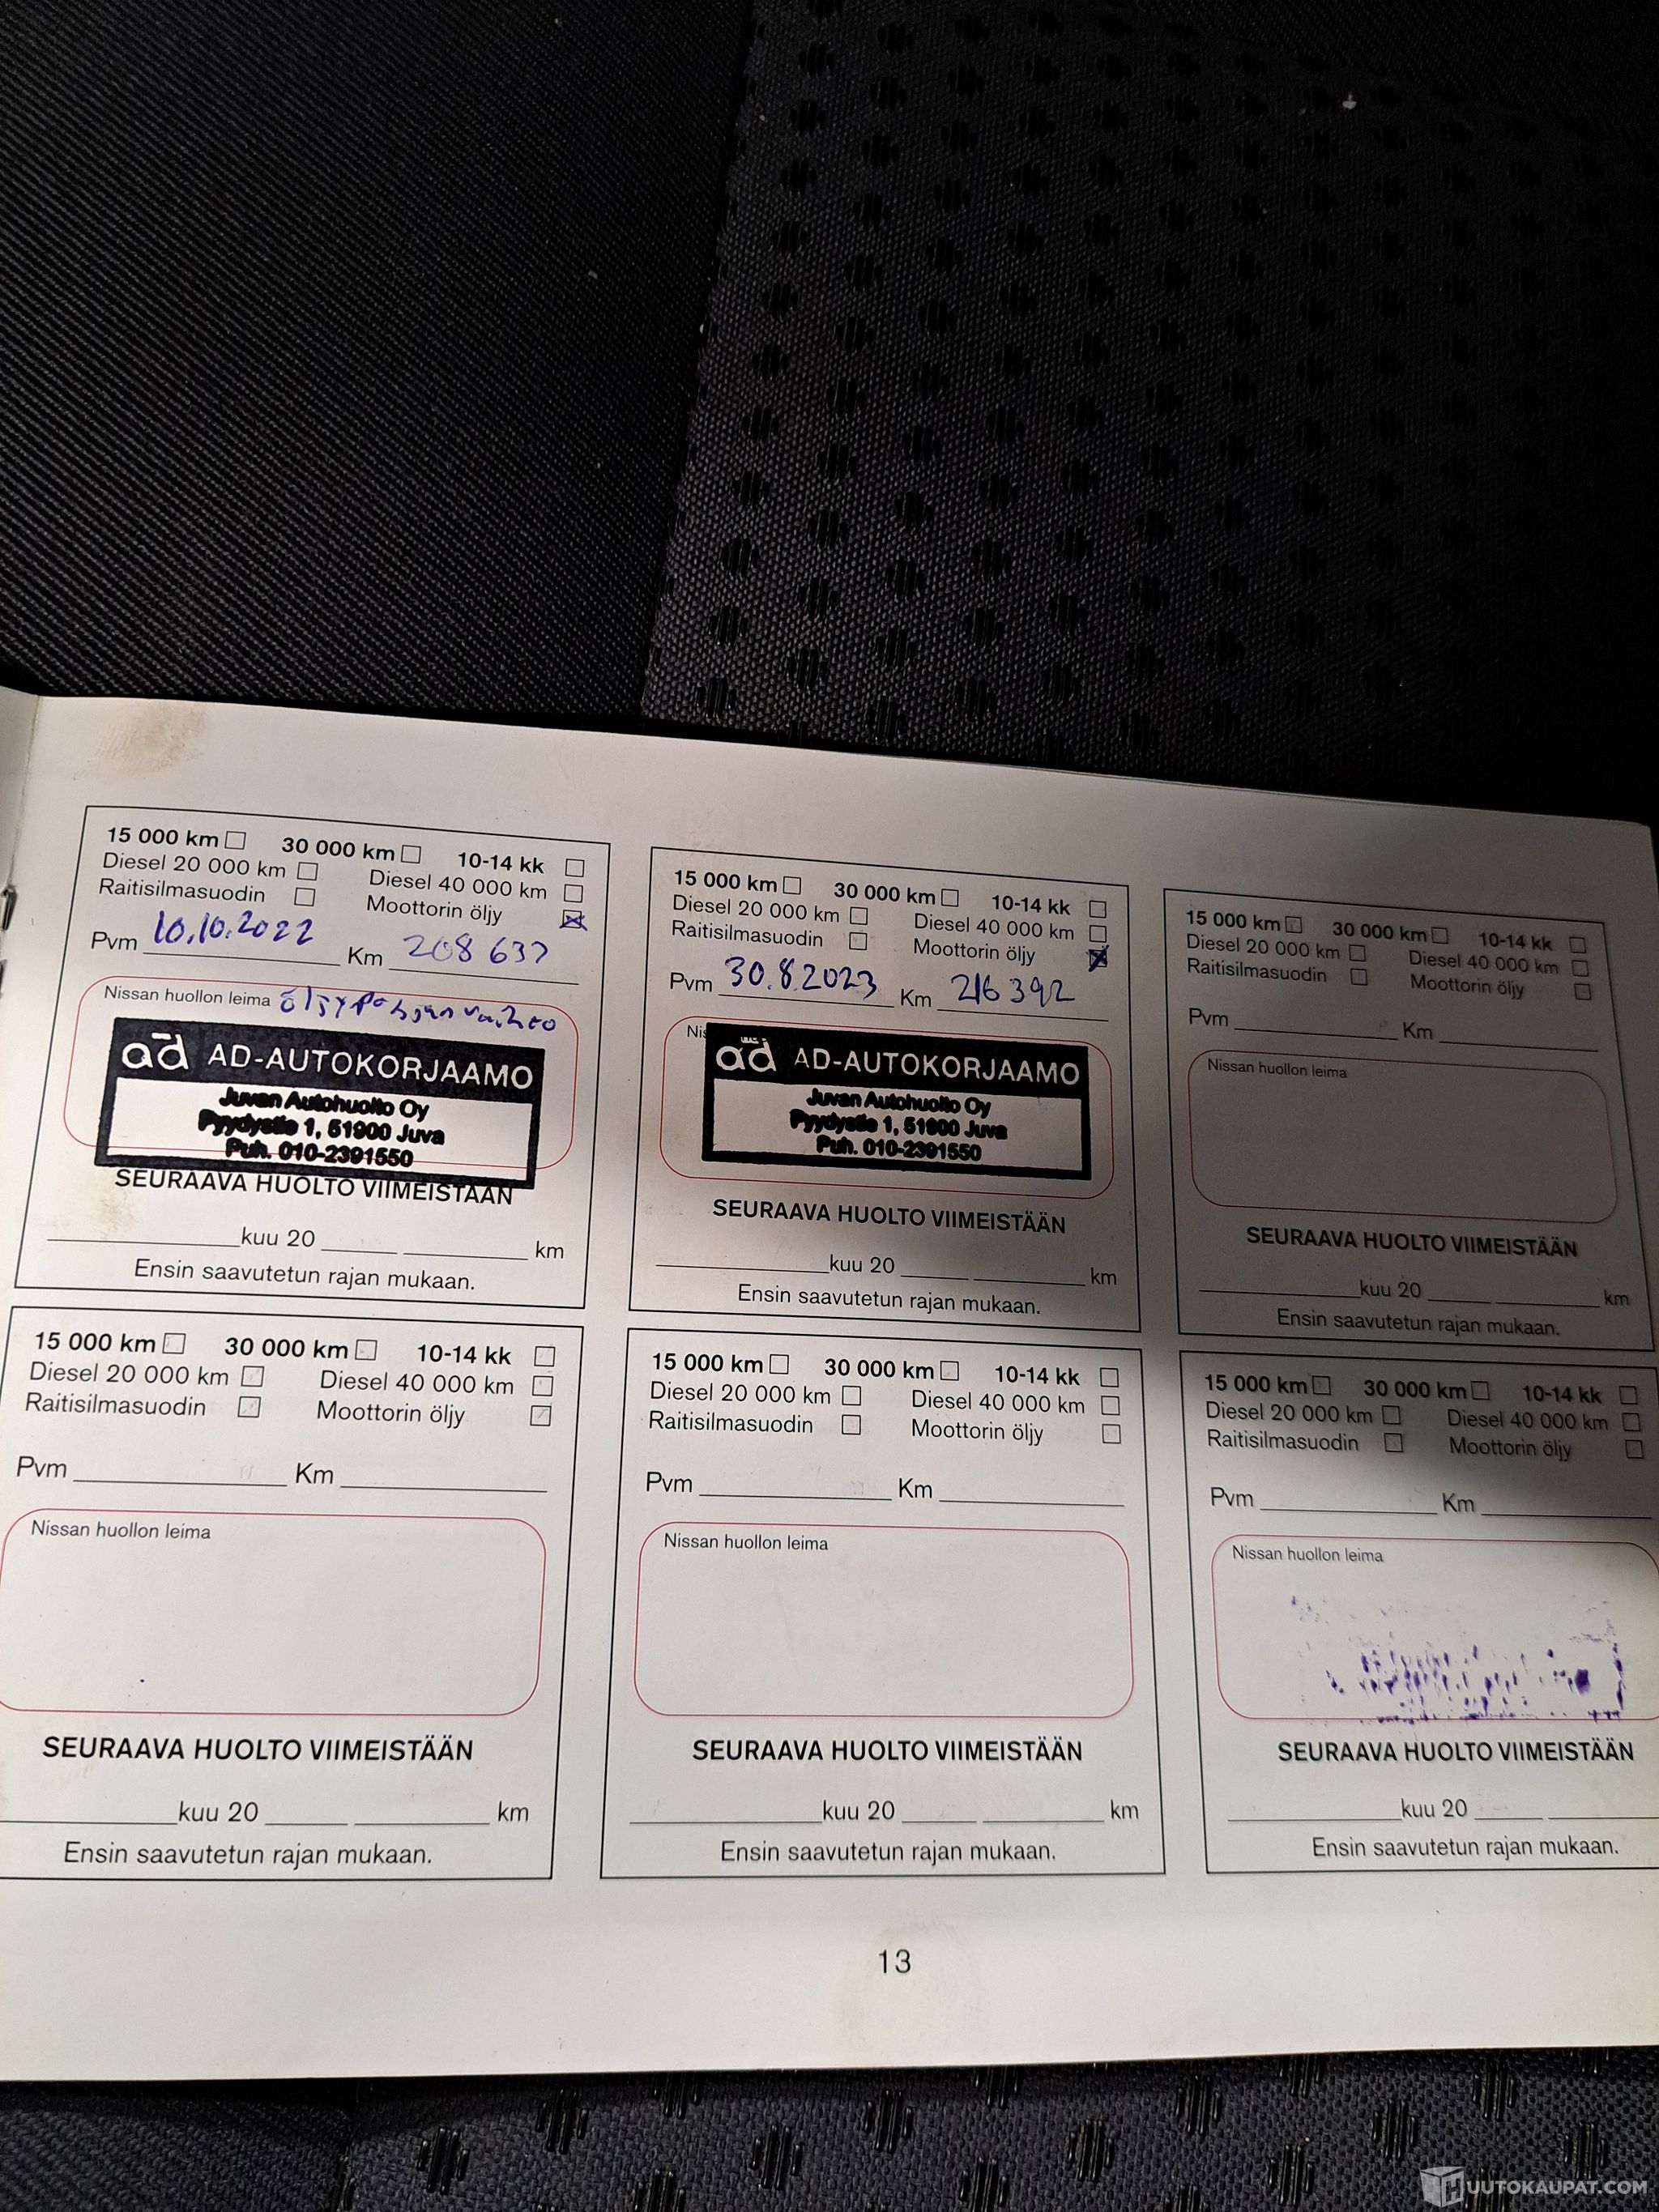 15 000 km 30 000 km 10-14 kk
Diesel 20 000 km Diesel 40 000 km
Raitisilmasuodin Moottorin öljy
Pvm 10.10.2022 Km 208 637
Nissan huollon leima öljypohjan vaihto
ad AD-AUTOKORJAAMO
Juvan Autohuolto Oy
Pyydystie 1, 51900 Juva
Puh. 010-2391550
SEURAAVA HUOLTO VIIMEISTÄÄN
kuu 20 km
Ensin saavutetun rajan mukaan.
15 000 km 30 000 km 10-14 kk
Diesel 20 000 km Diesel 40 000 km
Raitisilmasuodin Moottorin öljy
Pvm 30.8.2023 Km 216 392
Nis
ad AD-AUTOKORJAAMO
Juvan Autohuolto Oy
Pyydystie 1, 51900 Juva
Puh. 010-2391550
SEURAAVA HUOLTO VIIMEISTÄÄN
kuu 20 km
Ensin saavutetun rajan mukaan.
15 000 km 30 000 km 10-14 kk
Diesel 20 000 km Diesel 40 000 km
Raitisilmasuodin Moottorin öljy
Pvm Km
Nissan huollon leima
SEURAAVA HUOLTO VIIMEISTÄÄN
kuu 20 km
Ensin saavutetun rajan mukaan.
15 000 km 30 000 km 10-14 kk
Diesel 20 000 km Diesel 40 000 km
Raitisilmasuodin Moottorin öljy
Pvm Km
Nissan huollon leima
SEURAAVA HUOLTO VIIMEISTÄÄN
kuu 20 km
Ensin saavutetun rajan mukaan.
15 000 km 30 000 km 10-14 kk
Diesel 20 000 km Diesel 40 000 km
Raitisilmasuodin Moottorin öljy
Pvm Km
Nissan huollon leima
SEURAAVA HUOLTO VIIMEISTÄÄN
kuu 20 km
Ensin saavutetun rajan mukaan.
15 000 km 30 000 km 10-14 kk
Diesel 20 000 km Diesel 40 000 km
Raitisilmasuodin Moottorin öljy
Pvm Km
Nissan huollon leima
SEURAAVA HUOLTO VIIMEISTÄÄN
kuu 20
Ensin saavutetun rajan mukaan.
13
HUUTOKAUPAT.COM